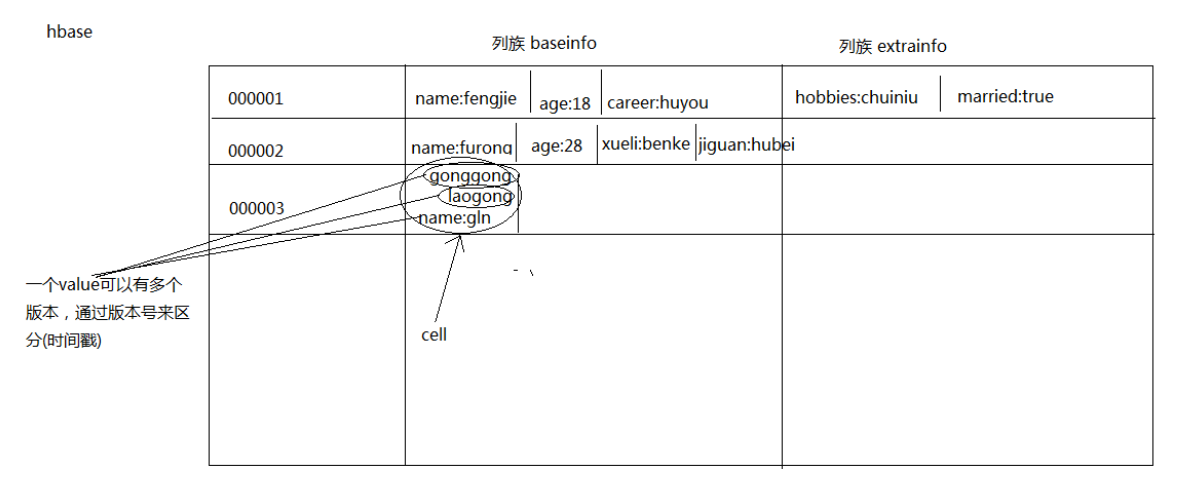 hbase
列族 baseinfo
列族 extrainfo
000001
name:fengjie
age:18
career:huyou
hobbies:chuiniu
married:true
000002
name:furong
age:28
xueli:benke
jiguan:hubei
000003
gonggong
laogong
name:gln
一个value可以有多个
版本，通过版本号来区
分(时间戳)
cell